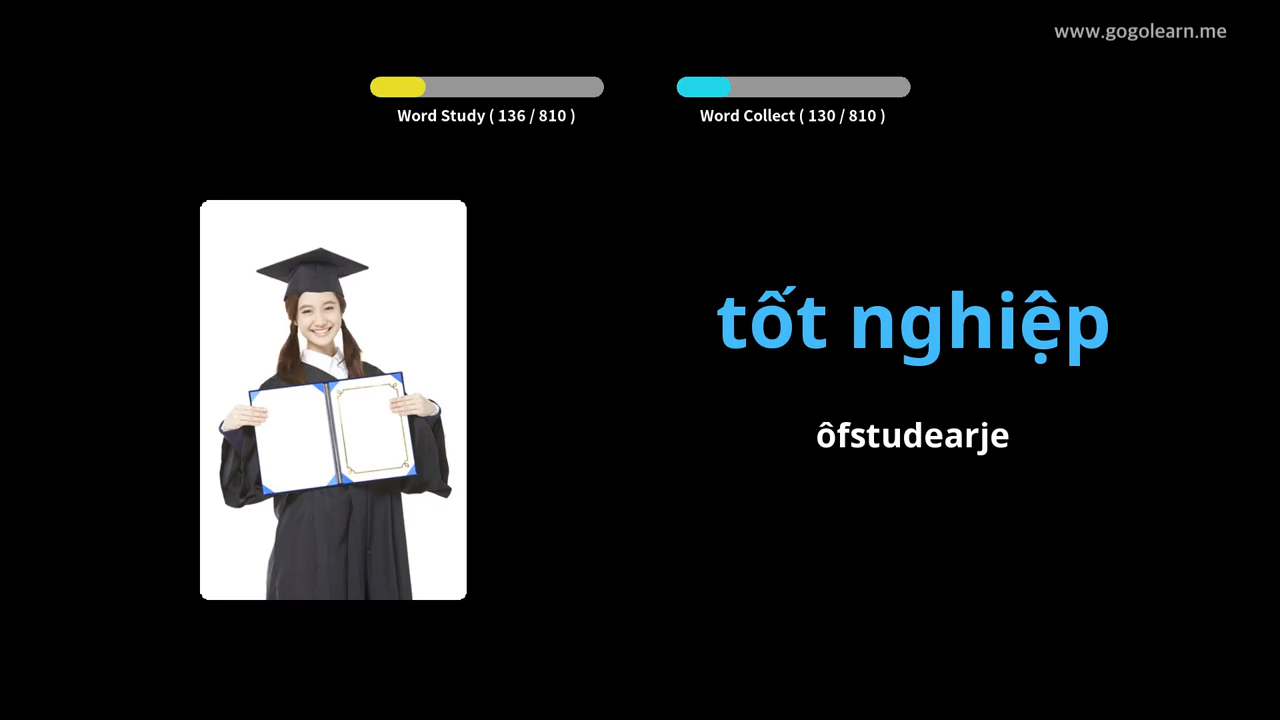 www.gogolearn.me
Word Study ( 136 / 810 )
Word Collect ( 130 / 810 )
tốt nghiệp
ôfstudearje